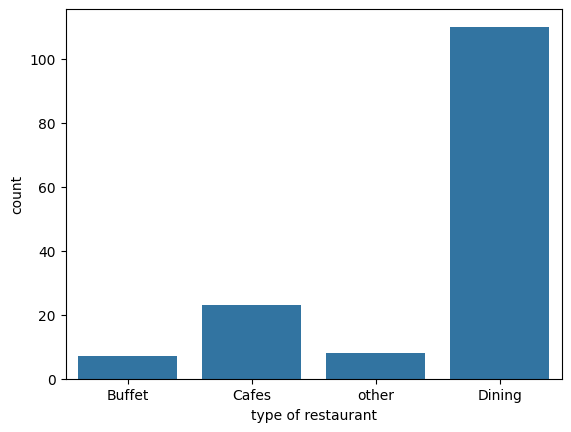 100
80
60
40
20
0
count
Buffet Cafes other Dining
type of restaurant